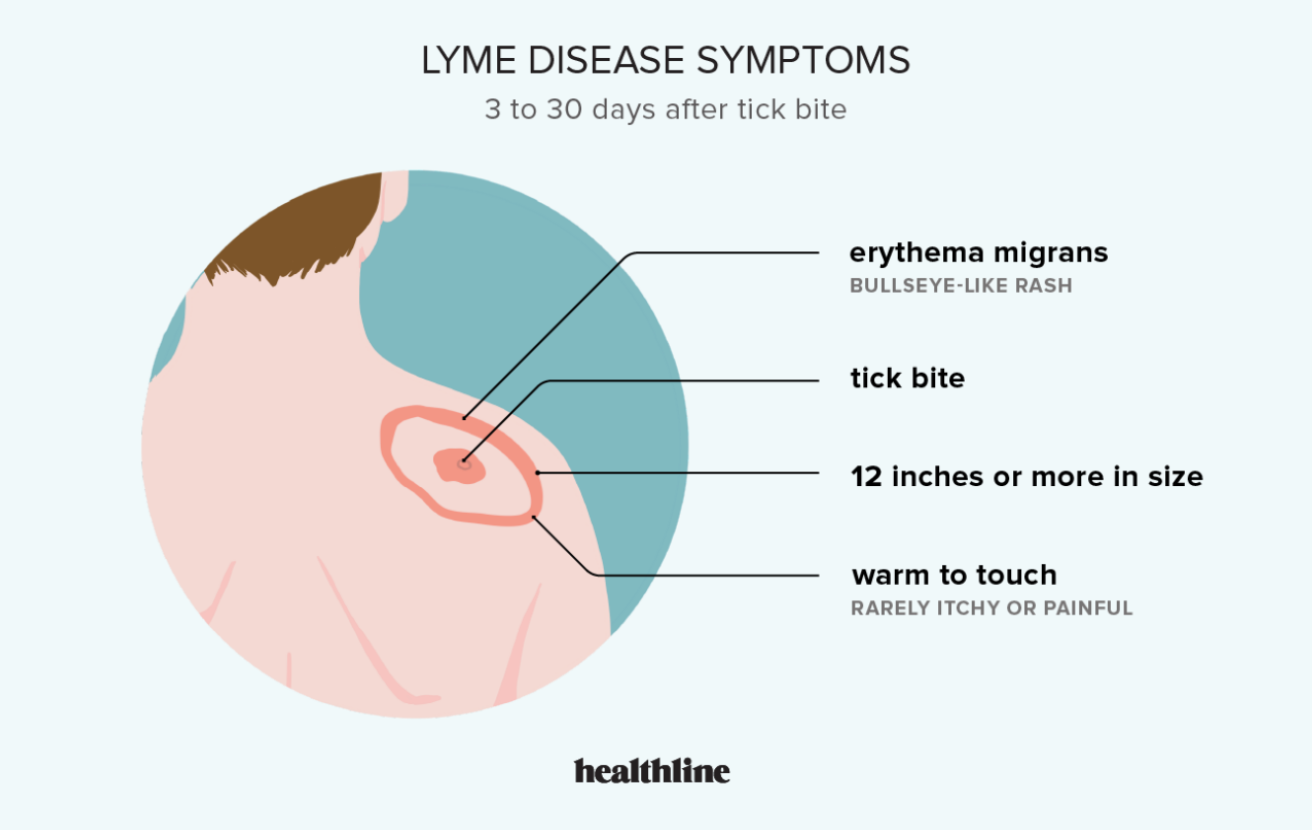 LYME DISEASE SYMPTOMS
3 to 30 days after tick bite
erythema migrans
BULLSEYE-LIKE RASH
tick bite
12 inches or more in size
warm to touch
RARELY ITCHY OR PAINFUL
healthline